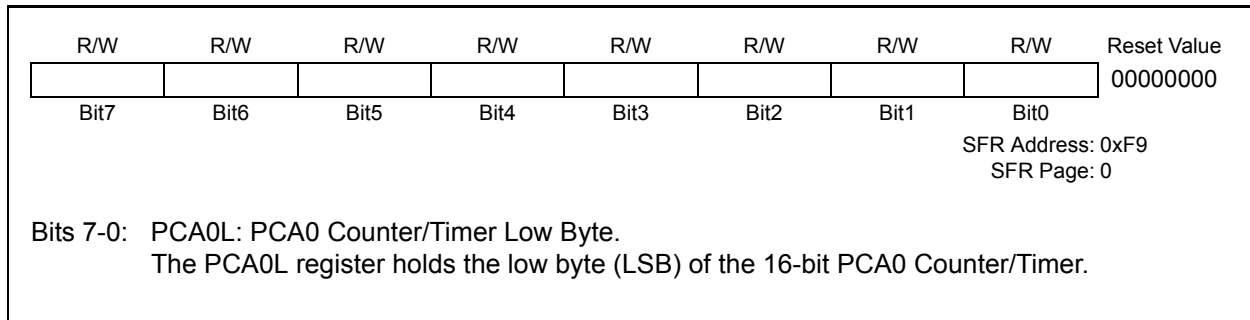 R/W R/W R/W R/W R/W R/W R/W R/W Reset Value
00000000
Bit7 Bit6 Bit5 Bit4 Bit3 Bit2 Bit1 Bit0
SFR Address: 0xF9
SFR Page: 0
Bits 7-0: PCA0L: PCA0 Counter/Timer Low Byte.
The PCA0L register holds the low byte (LSB) of the 16-bit PCA0 Counter/Timer.